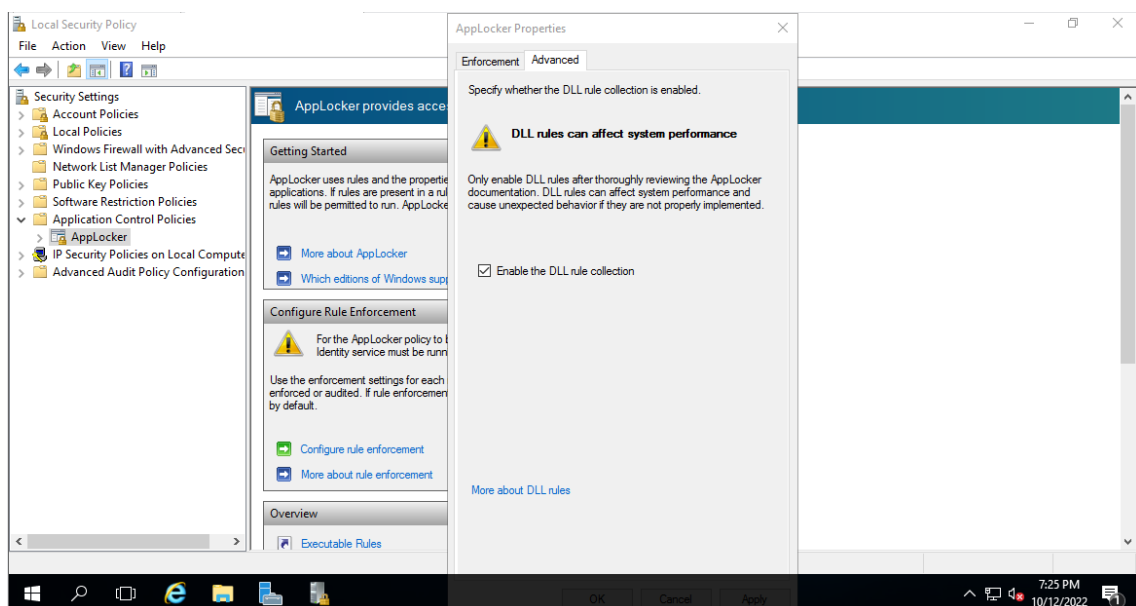 Local Security Policy
File Action View Help
Security Settings
Account Policies
Local Policies
Windows Firewall with Advanced Secu
Network List Manager Policies
Public Key Policies
Software Restriction Policies
Application Control Policies
AppLocker
IP Security Policies on Local Compute
Advanced Audit Policy Configuration
AppLocker provides acce
Getting Started
AppLocker uses rules and the propertie
applications. If rules are present in a rul
rules will be permitted to run. AppLocke
More about AppLocker
Which editions of Windows supp
Configure Rule Enforcement
For the AppLocker policy to
Identity service must be runn
Use the enforcement settings for each
enforced or audited. If rule enforcemen
by default.
Configure rule enforcement
More about rule enforcement
Overview
Executable Rules
AppLocker Properties
Enforcement Advanced
Specify whether the DLL rule collection is enabled.
DLL rules can affect system performance
Only enable DLL rules after thoroughly reviewing the AppLocker
documentation. DLL rules can affect system performance and
cause unexpected behavior if they are not properly implemented.
Enable the DLL rule collection
More about DLL rules
OK Cancel Apply
7:25 PM
10/12/2022
1